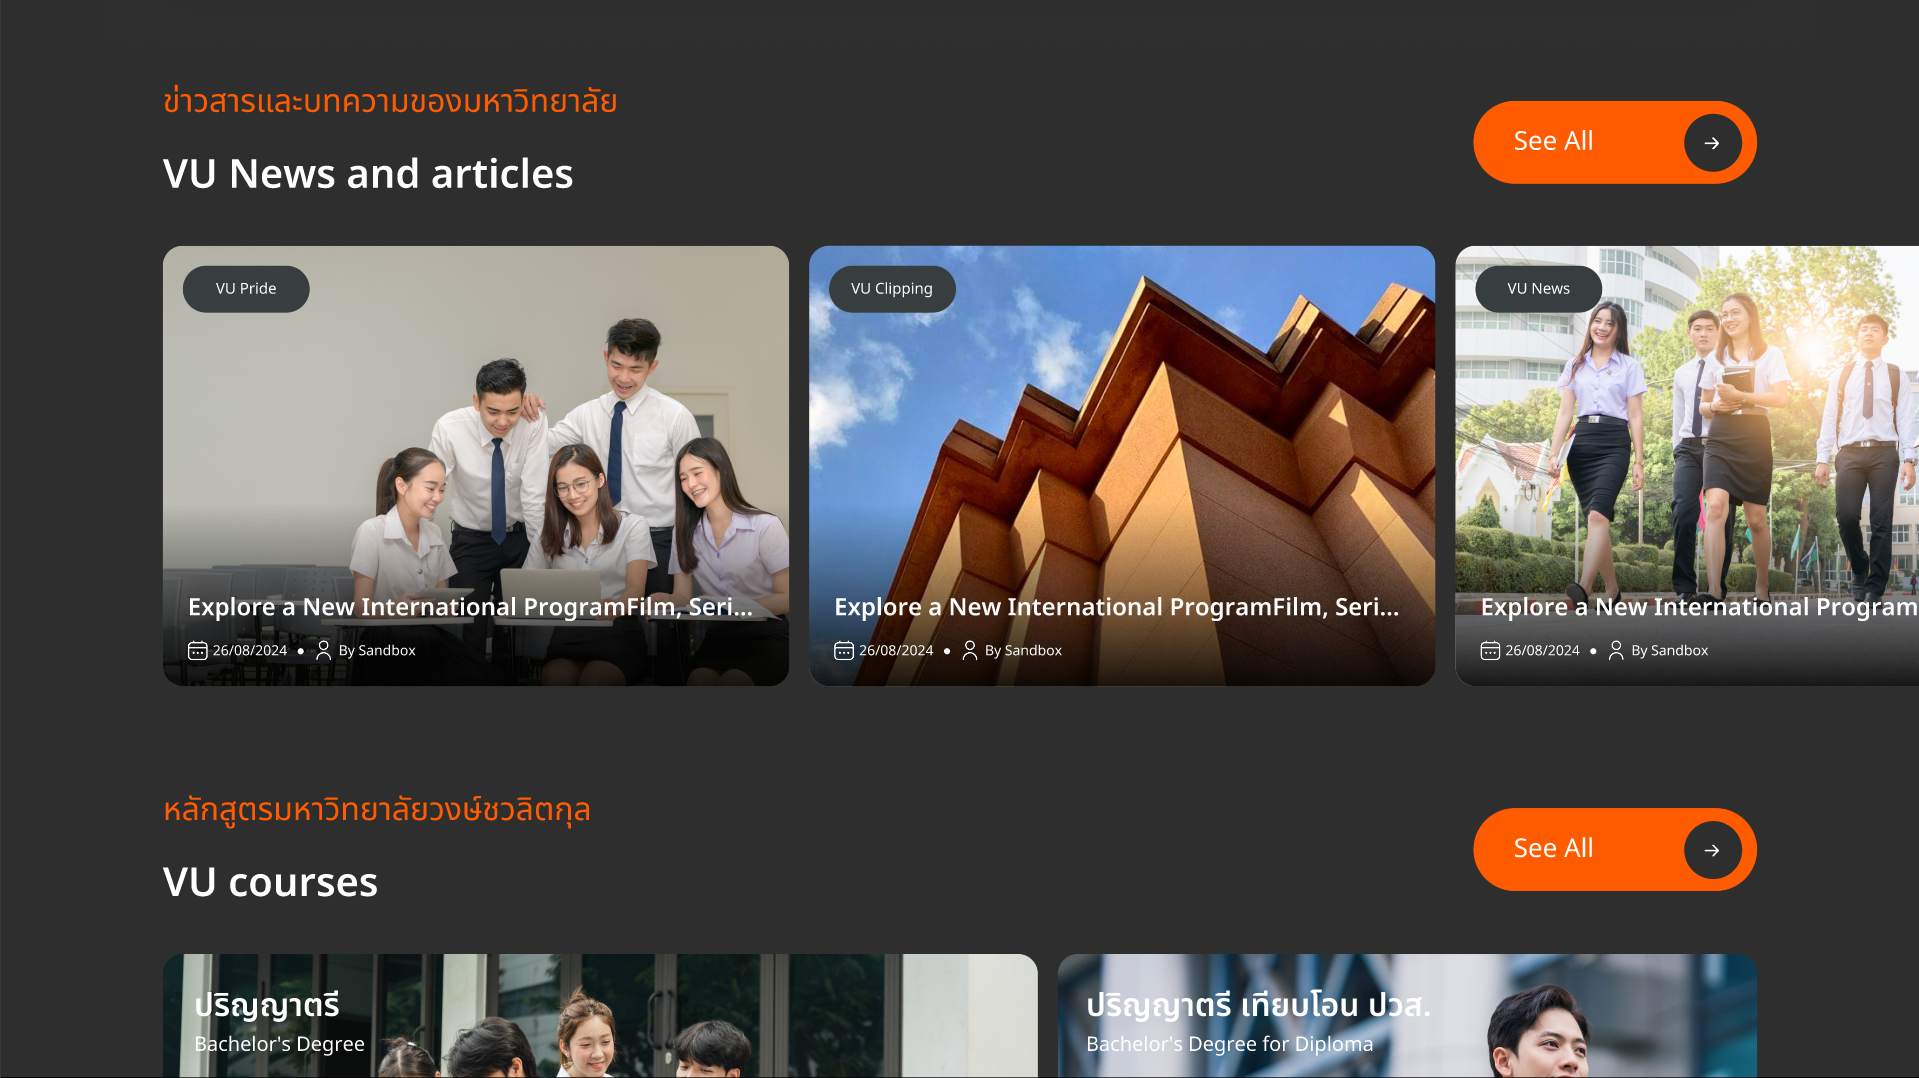 ข่าวสารและบทความของมหาวิทยาลัย
VU News and articles
See All
VU Pride
Explore a New International ProgramFilm, Seri...
26/08/2024 • By Sandbox
VU Clipping
Explore a New International ProgramFilm, Seri...
26/08/2024 • By Sandbox
VU News
Explore a New International Program
26/08/2024 • By Sandbox
หลักสูตรมหาวิทยาลัยวงษ์ชวลิตกุล
VU courses
See All
ปริญญาตรี
Bachelor's Degree
ปริญญาตรี เทียบโอน ปวส.
Bachelor's Degree for Diploma